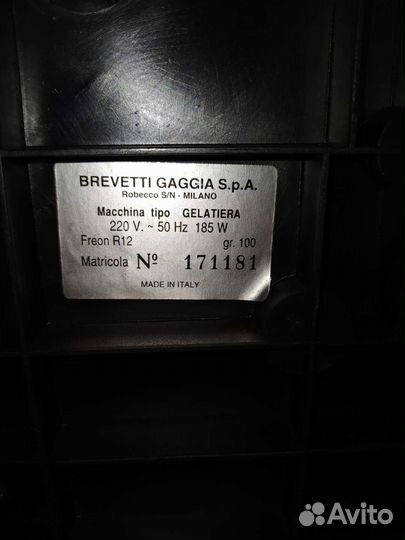 BREVETTI GAGGIA S.p.A.
Robecco S/N - MILANO
Macchina tipo GELATIERA
220 V. ~ 50 Hz 185 W
Freon R12 gr. 100
Matricola Nº 171181
MADE IN ITALY
Avito